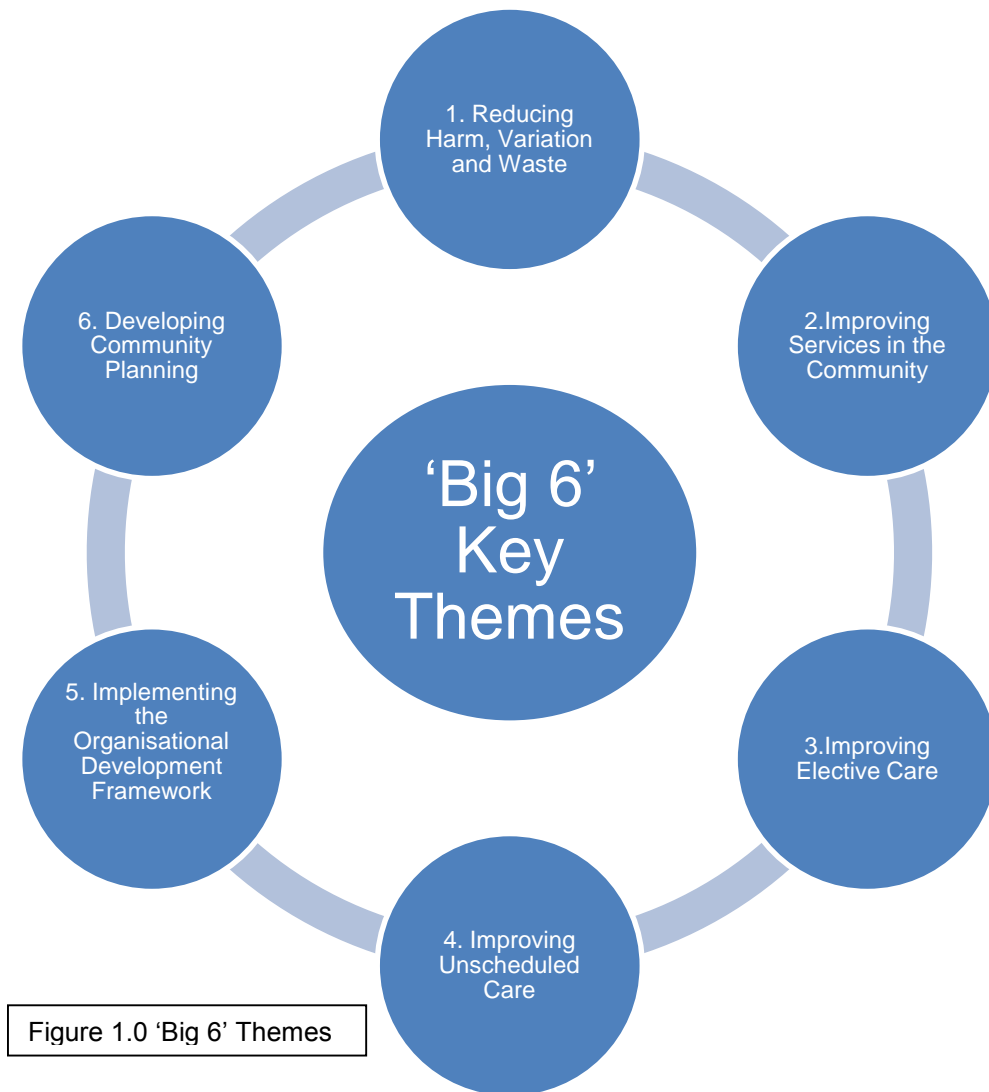 1. Reducing
Harm, Variation
and Waste
2.Improving
Services in the
Community
3.Improving
Elective Care
4. Improving
Unscheduled
Care
5. Implementing
the
Organisational
Development
Framework
6. Developing
Community
Planning
‘Big 6’
Key
Themes
Figure 1.0 ‘Big 6’ Themes